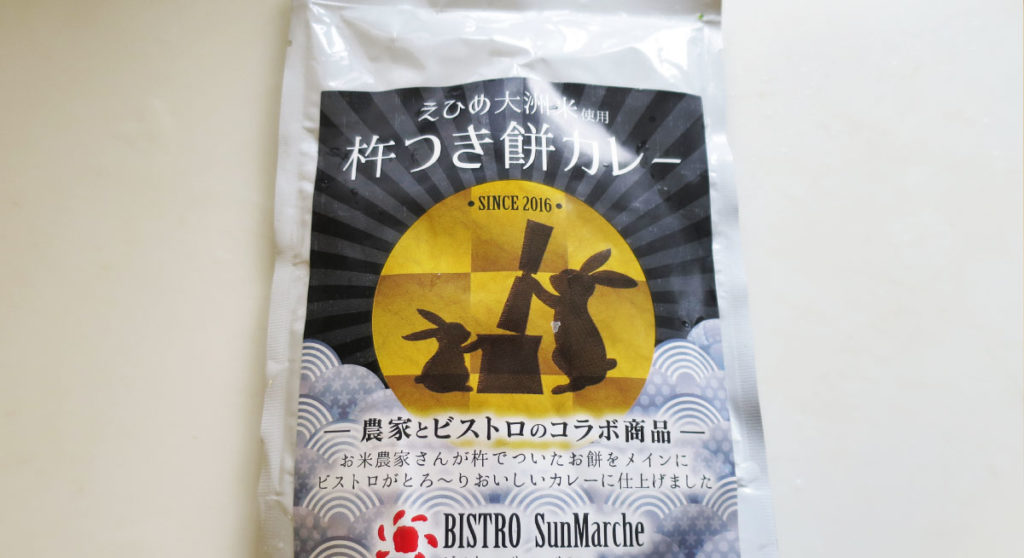 えひめ大洲米使用
杵つき餅カレー
• SINCE 2016 •
― 農家とビストロのコラボ商品 ―
お米農家さんが杵でついたお餅をメインに
ビストロがとろ〜りおいしいカレーに仕上げました
BISTRO SunMarche